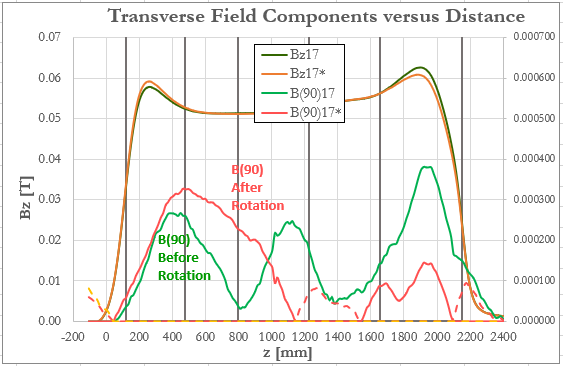 Transverse Field Components versus Distance
Bz17
Bz17*
B(90)17
B(90)17*
0.07
0.06
0.05
0.04
0.03
0.02
0.01
0.00
Bz [T]
0.000700
0.000600
0.000500
0.000400
0.000300
0.000200
0.000100
0.000000
B(90)
After
Rotation
B(90)
Before
Rotation
-200 0 200 400 600 800 1000 1200 1400 1600 1800 2000 2200 2400
z [mm]